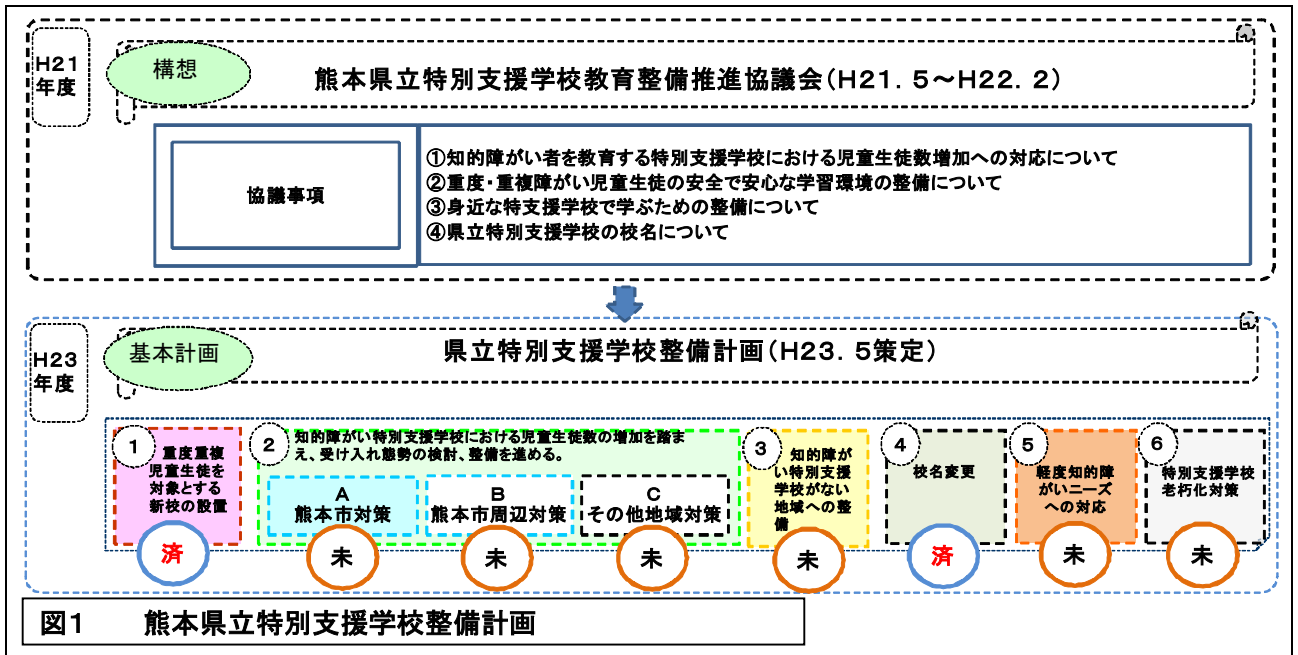 H21
年度
構想
熊本県立特別支援学校教育整備推進協議会(H21.5～H22.2)
協議事項
①知的障がい者を教育する特別支援学校における児童生徒数増加への対応について
②重度・重複障がい児童生徒の安全で安心な学習環境の整備について
③身近な特支援学校で学ぶための整備について
④県立特別支援学校の校名について
H23
年度
基本計画
県立特別支援学校整備計画(H23.5策定)
1
重度重複
児童生徒を
対象とする
新校の設置
済
2
知的障がい特別支援学校における児童生徒数の増加を踏ま
え、受け入れ態勢の検討、整備を進める。
A
熊本市対策
未
B
熊本市周辺対策
未
C
その他地域対策
未
3
知的障が
い特別支援
学校がない
地域への整
備
未
4
校名変更
済
5
軽度知的障
がいニーズ
への対応
未
6
特別支援学校
老朽化対策
未
図1 熊本県立特別支援学校整備計画